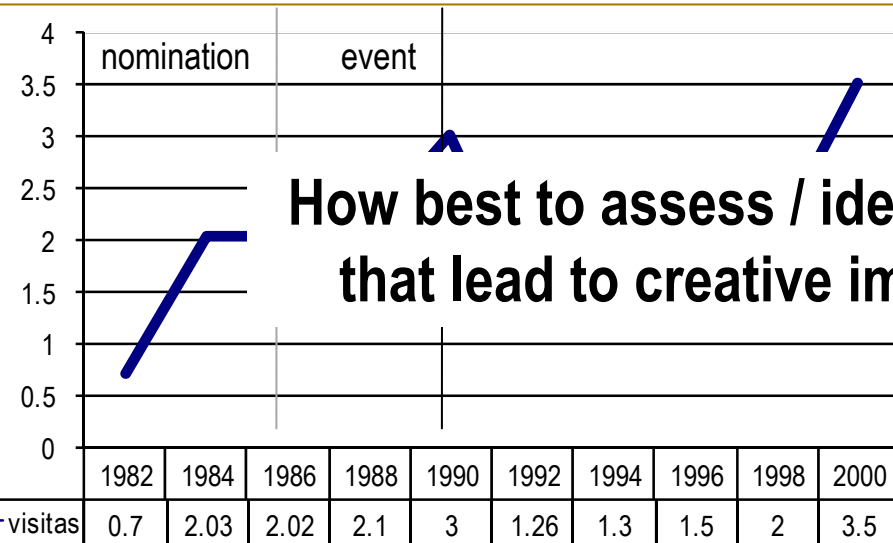 4
nomination event
3.5
3
2.5
How best to assess / ide
2
that lead to creative im
1.5
1
0.5
0
1982 1984 1986 1988 1990 1992 1994 1996 1998 2000
visitas 0.7 2.03 2.02 2.1 3 1.26 1.3 1.5 2 3.5